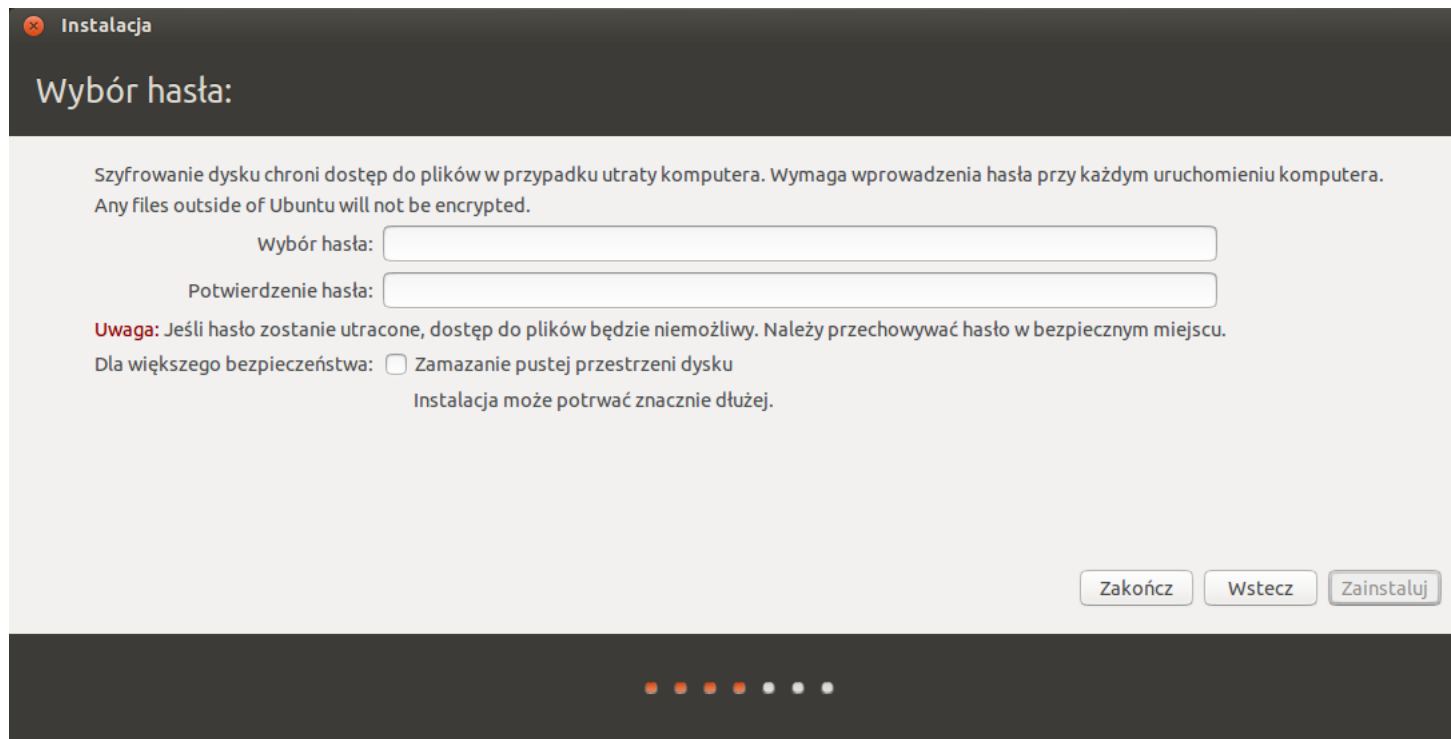 Instalacja
Wybór hasła:
Szyfrowanie dysku chroni dostęp do plików w przypadku utraty komputera. Wymaga wprowadzenia hasła przy każdym uruchomieniu komputera.
Any files outside of Ubuntu will not be encrypted.
Wybór hasła:
Potwierdzenie hasła:
Uwaga: Jeśli hasło zostanie utracone, dostęp do plików będzie niemożliwy. Należy przechowywać hasło w bezpiecznym miejscu.
Dla większego bezpieczeństwa: Zamazanie pustej przestrzeni dysku
Instalacja może potrwać znacznie dłużej.
Zakończ Wstecz Zainstaluj